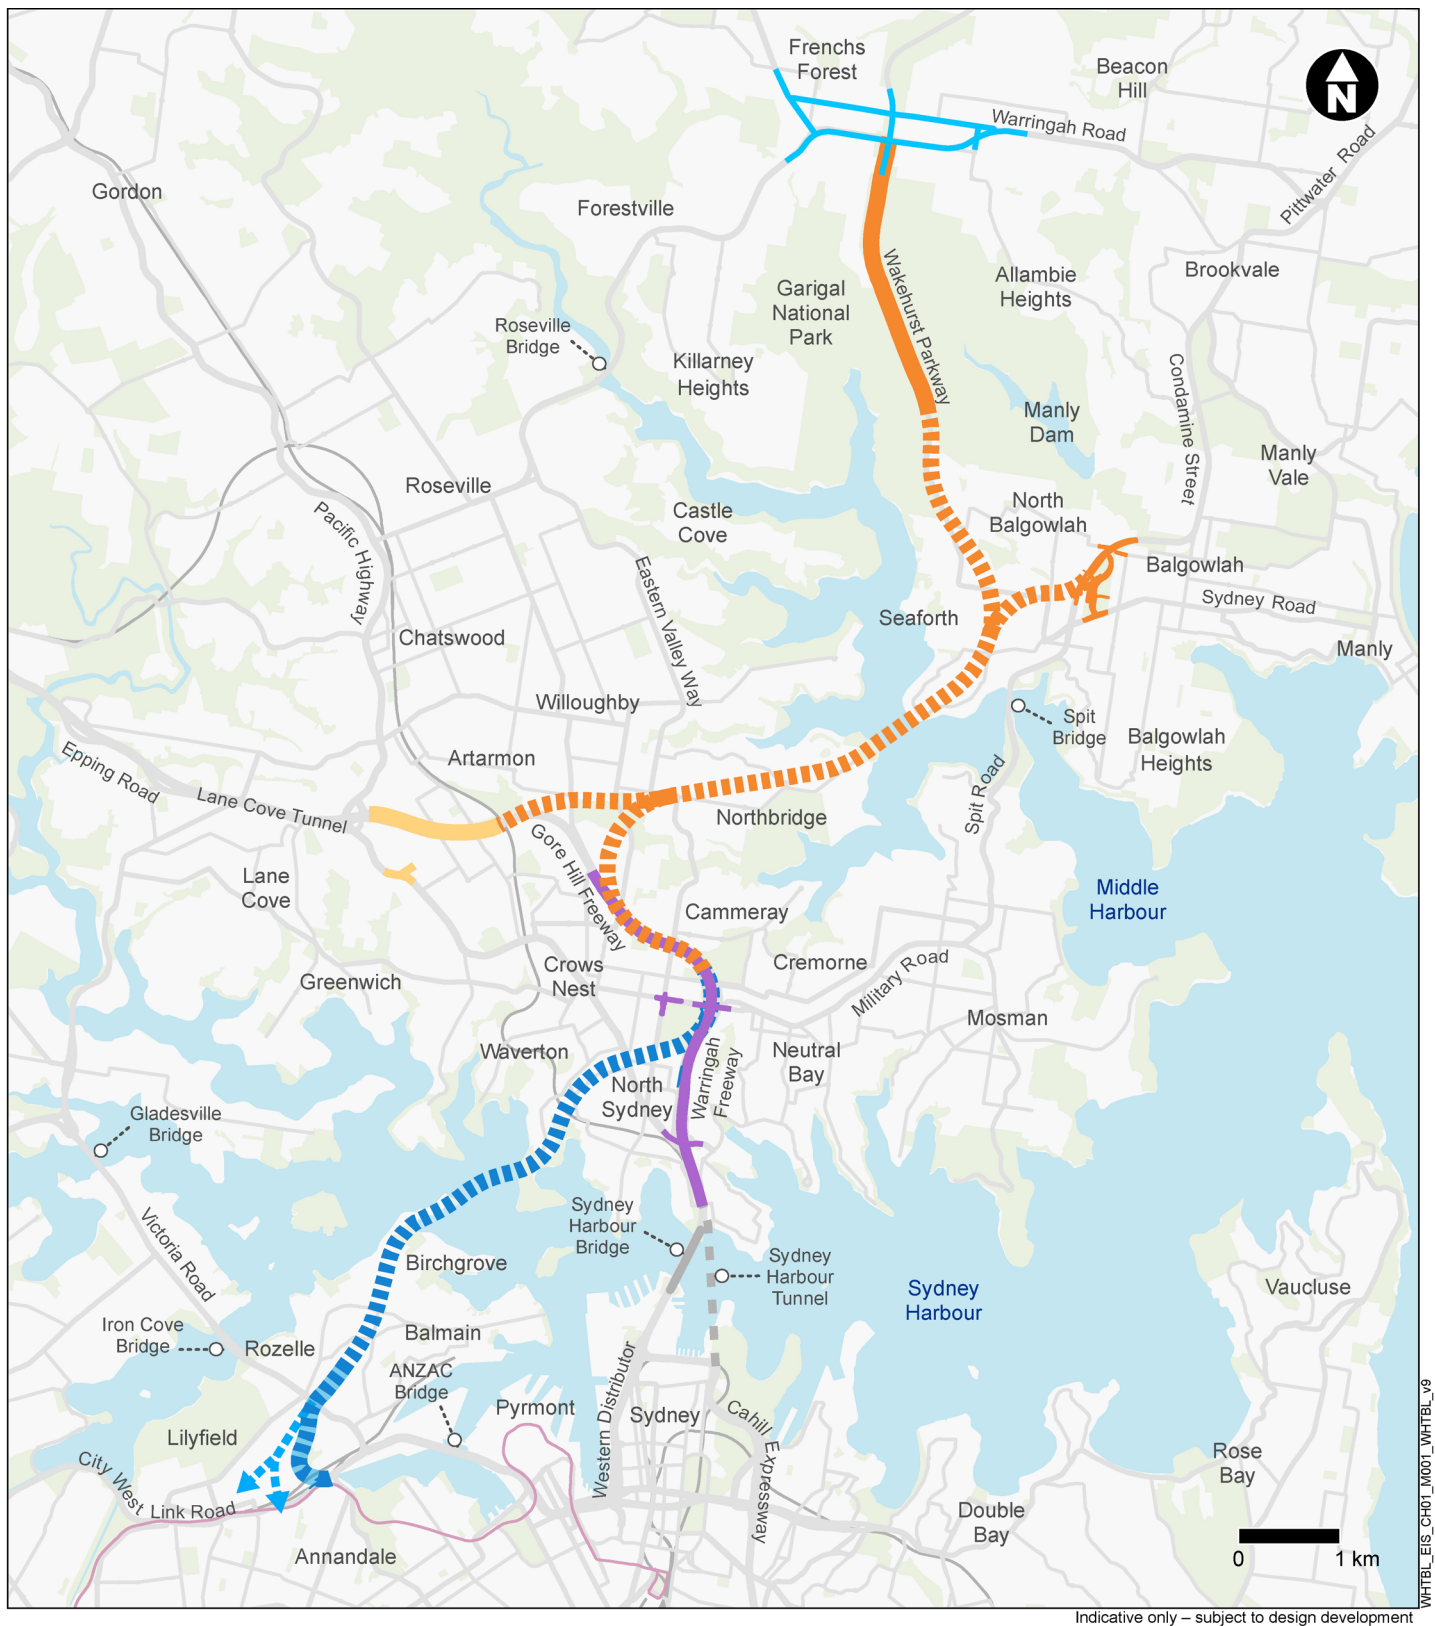 Frenchs
Forest
Beacon
Hill
N
Warringah Road
Pittwater Road
Gordon
Forestville
Wakehurst Parkway
Allambie
Heights
Brookvale
Garigal
National
Park
Roseville
Bridge
Killarney
Heights
Condamine Street
Manly
Dam
Manly
Vale
Roseville
Castle
Cove
North
Balgowlah
Pacific Highway
Eastern Valley Way
Balgowlah
Sydney Road
Seaforth
Chatswood
Manly
Willoughby
Spit
Bridge
Balgowlah
Heights
Artarmon
Epping Road
Lane Cove Tunnel
Spit Road
Northbridge
Gore Hill Freeway
Lane
Cove
Middle
Harbour
Cammeray
Crows
Nest
Cremorne
Military Road
Greenwich
Mosman
Waverton
Neutral
Bay
North
Sydney
Warringah
Freeway
Gladesville
Bridge
Victoria Road
Sydney
Harbour
Bridge
Birchgrove
Sydney
Harbour
Tunnel
Sydney
Harbour
Vaucluse
Iron Cove
Bridge
Rozelle
Balmain
ANZAC
Bridge
Western Distributor
Pyrmont
Sydney
Cahill Expressway
Lilyfield
City West
Link Road
Rose
Bay
Double
Bay
Annandale
0 1 km
WHTBL_EIS_CH01_M001_WHTBL_v9
Indicative only – subject to design development